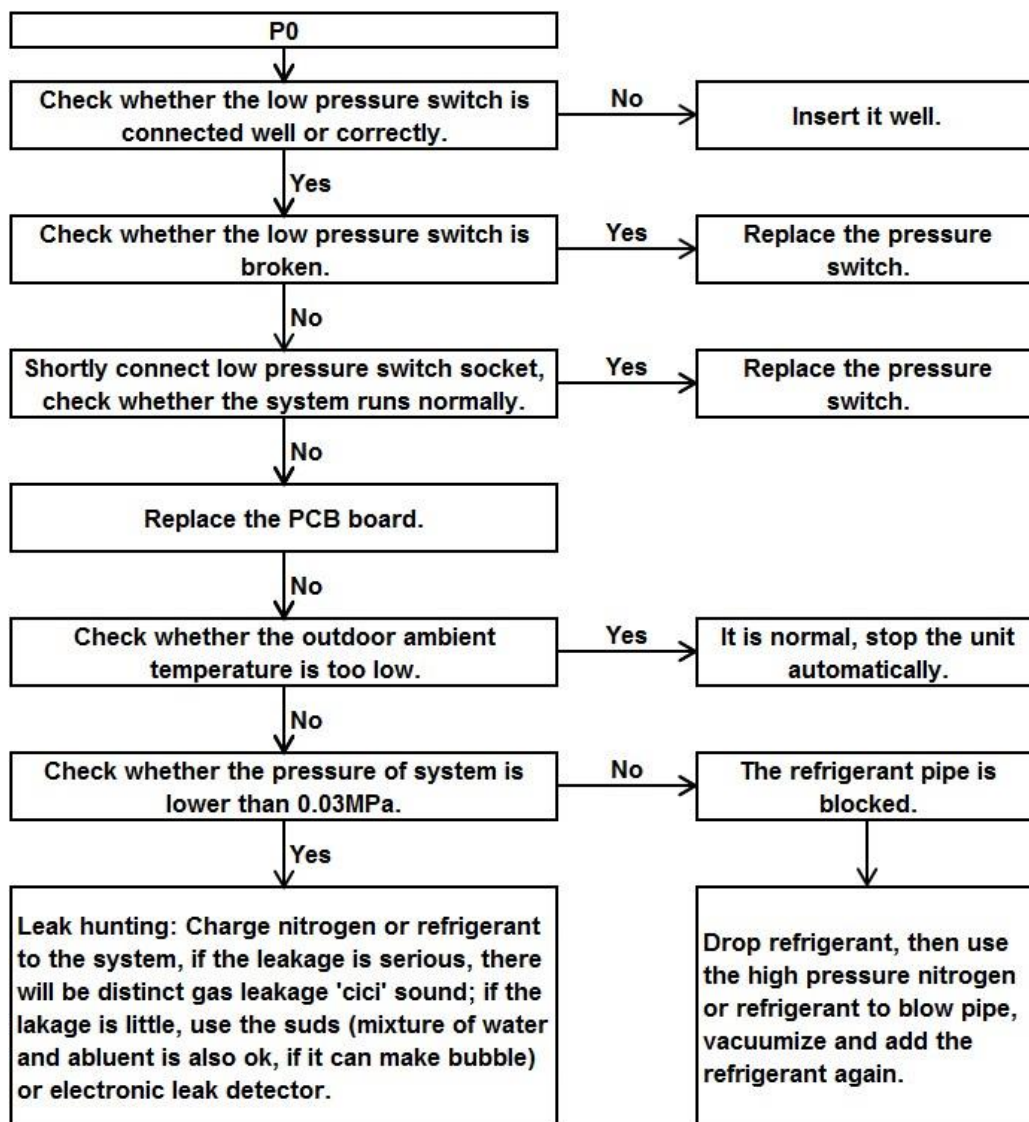 P0
Check whether the low pressure switch is
connected well or correctly.
No
Insert it well.
Yes
Check whether the low pressure switch is
broken.
Yes
Replace the pressure
switch.
No
Shortly connect low pressure switch socket,
check whether the system runs normally.
Yes
Replace the pressure
switch.
No
Replace the PCB board.
No
Check whether the outdoor ambient
temperature is too low.
Yes
It is normal, stop the unit
automatically.
No
Check whether the pressure of system is
lower than 0.03MPa.
No
The refrigerant pipe is
blocked.
Yes
Leak hunting: Charge nitrogen or refrigerant
to the system, if the leakage is serious, there
will be distinct gas leakage 'cici' sound; if the
lakage is little, use the suds (mixture of water
and abluent is also ok, if it can make bubble)
or electronic leak detector.
Drop refrigerant, then use
the high pressure nitrogen
or refrigerant to blow pipe,
vacuumize and add the
refrigerant again.